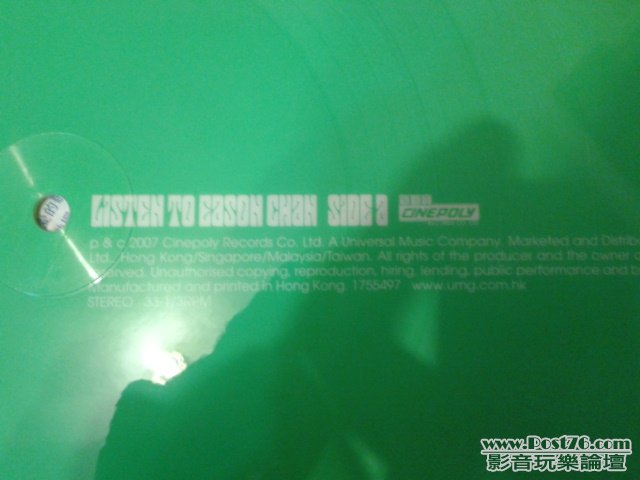 LISTEN TO EASON CHAN SIDE a CINEPOLY
p & c 2007 Cinepoly Records Co. Ltd. A Universal Music Company. Marketed and Distrib
Ltd., Hong Kong/Singapore/Malaysia/Taiwan. All rights of the producer and the owner o
reserved. Unauthorised copying, reproduction, hiring, lending, public performance and b
Manufactured and printed in Hong Kong. 1755497 www.umg.com.hk
STEREO · 33-1/3RPM
www.Post76.com
影音玩樂論壇